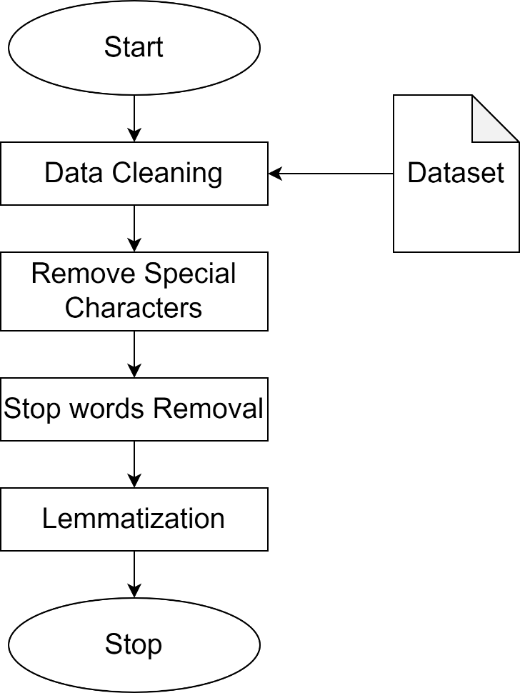 Start
Data Cleaning
Dataset
Remove Special
Characters
Stop words Removal
Lemmatization
Stop